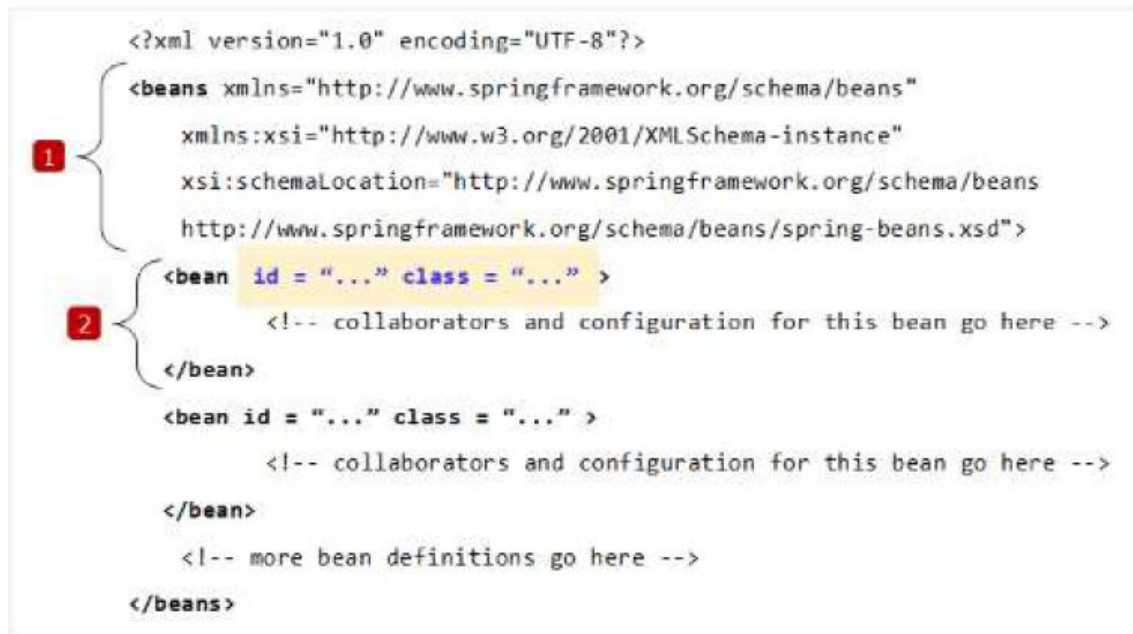 <?xml version="1.0" encoding="UTF-8"?>
<beans xmlns="http://www.springframework.org/schema/beans"
xmlns:xsi="http://www.w3.org/2001/XMLSchema-instance"
1
xsi:schemaLocation="http://www.springframework.org/schema/beans
http://www.springframework.org/schema/beans/spring-beans.xsd">
<bean id = “...” class = “...” >
2
<!-- collaborators and configuration for this bean go here -->
</bean>
<bean id = “...” class = “...” >
<!-- collaborators and configuration for this bean go here -->
</bean>
<!-- more bean definitions go here -->
</beans>